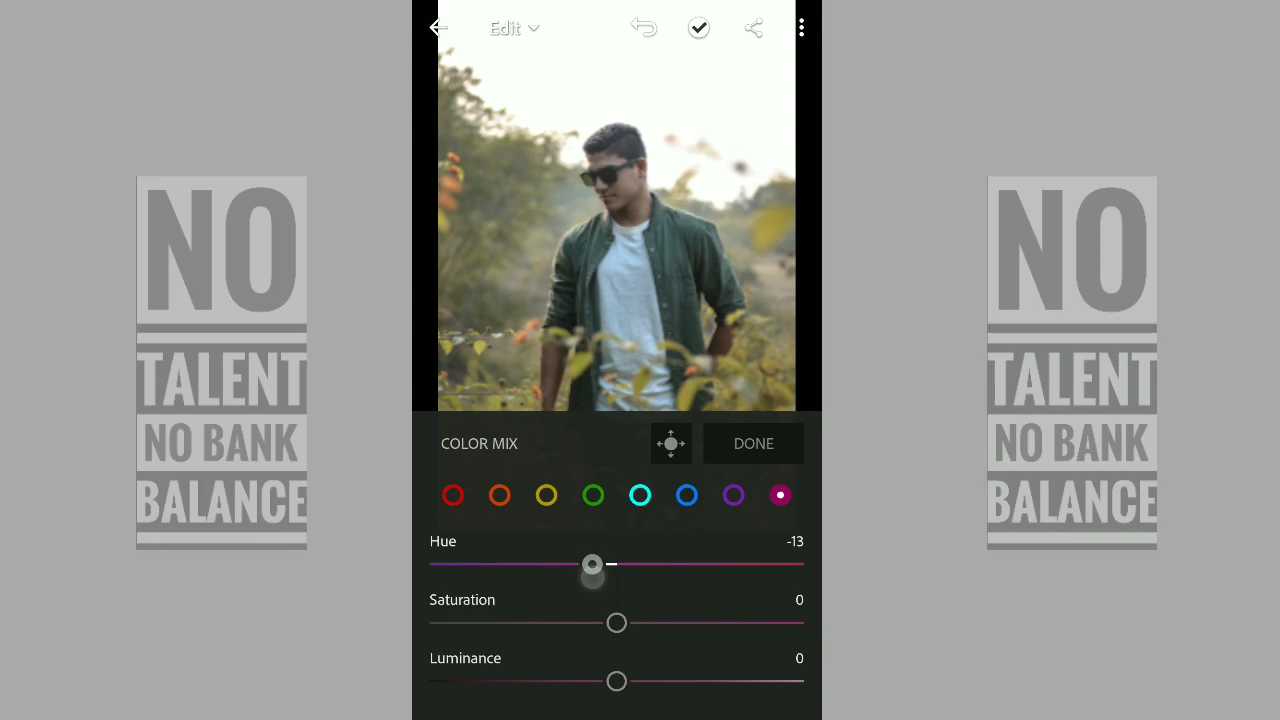 Edit
NO
TALENT
NO BANK
BALANCE
COLOR MIX
DONE
Hue
-13
Saturation
0
Luminance
0
NO
TALENT
NO BANK
BALANCE